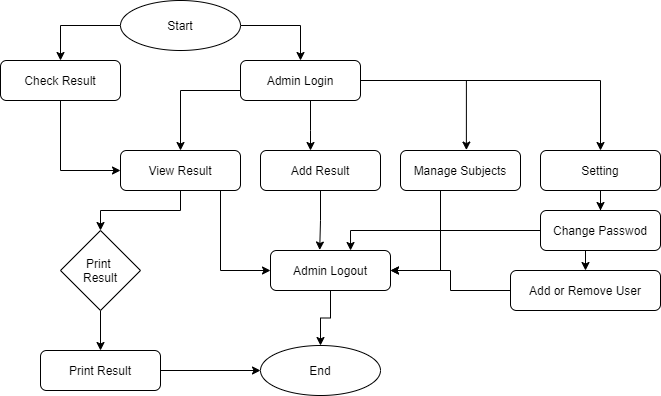 Start
Check Result
Admin Login
View Result
Add Result
Manage Subjects
Setting
Change Passwod
Print
Result
Admin Logout
Add or Remove User
Print Result
End